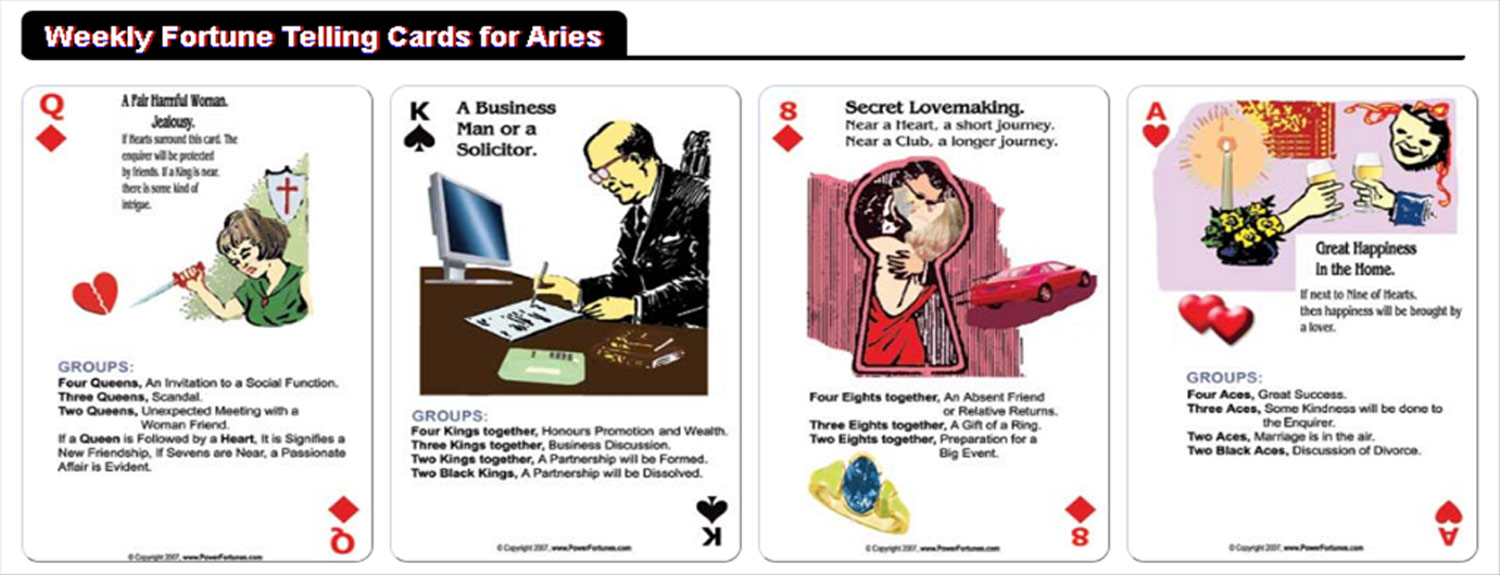 Weekly Fortune Telling Cards for Aries
Q
A Fair Harmful Woman.
Jealousy.
If Hearts surround this card. The
enquirer will be protected
by friends. If a King is near,
there is some kind of
intrigue.
GROUPS:
Four Queens, An Invitation to a Social Function.
Three Queens, Scandal.
Two Queens, Unexpected Meeting with a
Woman Friend.
If a Queen is Followed by a Heart, It is Signifies a
New Friendship, If Sevens are Near, a Passionate
Affair is Evident.
Q
© Copyright 2007, www.PowerFortunes.com
K
A Business
Man or a
Solicitor.
GROUPS:
Four Kings together, Honours Promotion and Wealth.
Three Kings together, Business Discussion.
Two Kings together, A Partnership will be Formed.
Two Black Kings, A Partnership will be Dissolved.
K
© Copyright 2007, www.PowerFortunes.com
8
Secret Lovemaking.
Near a Heart, a short journey.
Near a Club, a longer journey.
Four Eights together, An Absent Friend
or Relative Returns.
Three Eights together, A Gift of a Ring.
Two Eights together, Preparation for a
Big Event.
8
© Copyright 2007, www.PowerFortunes.com
A
Great Happiness
in the Home.
If next to Nine of Hearts,
then happiness will be brought by
a lover.
GROUPS:
Four Aces, Great Success.
Three Aces, Some Kindness will be done to
the Enquirer.
Two Aces, Marriage is in the air.
Two Black Aces, Discussion of Divorce.
A
© Copyright 2007, www.PowerFortunes.com